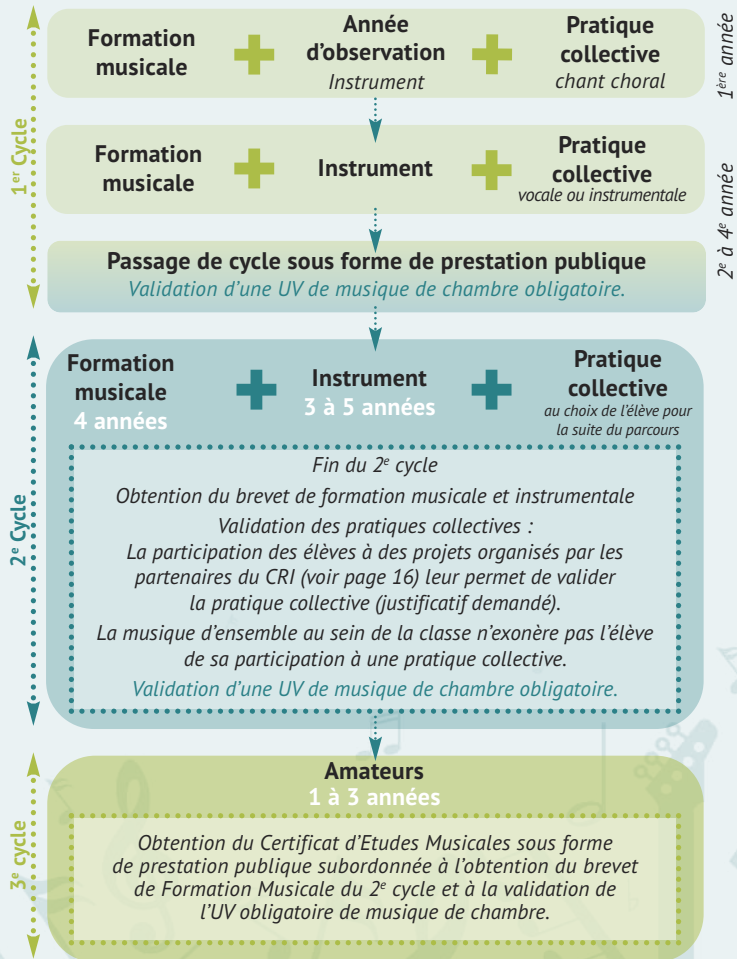 1er Cycle
Formation
musicale
+
Année
d'observation
Instrument
+
Pratique
collective
chant choral
1ère année
Formation
musicale
+
Instrument
+
Pratique
collective
vocale ou instrumentale
2e à 4e année
Passage de cycle sous forme de prestation publique
Validation d'une UV de musique de chambre obligatoire.
2e Cycle
Formation
musicale
4 années
+
Instrument
3 à 5 années
+
Pratique
collective
au choix de l'élève pour
la suite du parcours
Fin du 2e cycle
Obtention du brevet de formation musicale et instrumentale
Validation des pratiques collectives :
La participation des élèves à des projets organisés par les
partenaires du CRI (voir page 16) leur permet de valider
la pratique collective (justificatif demandé).
La musique d'ensemble au sein de la classe n'exonère pas l'élève
de sa participation à une pratique collective.
Validation d'une UV de musique de chambre obligatoire.
3e cycle
Amateurs
1 à 3 années
Obtention du Certificat d'Etudes Musicales sous forme
de prestation publique subordonnée à l'obtention du brevet
de Formation Musicale du 2e cycle et à la validation de
l'UV obligatoire de musique de chambre.